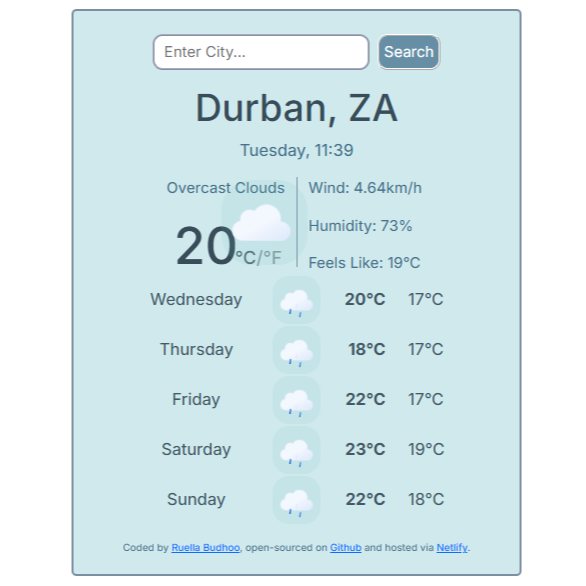 Enter City... Search
Durban, ZA
Tuesday, 11:39
Overcast Clouds
20°C/°F
Wind: 4.64km/h
Humidity: 73%
Feels Like: 19°C
Wednesday 20°C 17°C
Thursday 18°C 17°C
Friday 22°C 17°C
Saturday 23°C 19°C
Sunday 22°C 18°C
Coded by Ruella Budhoo, open-sourced on Github and hosted via Netlify.